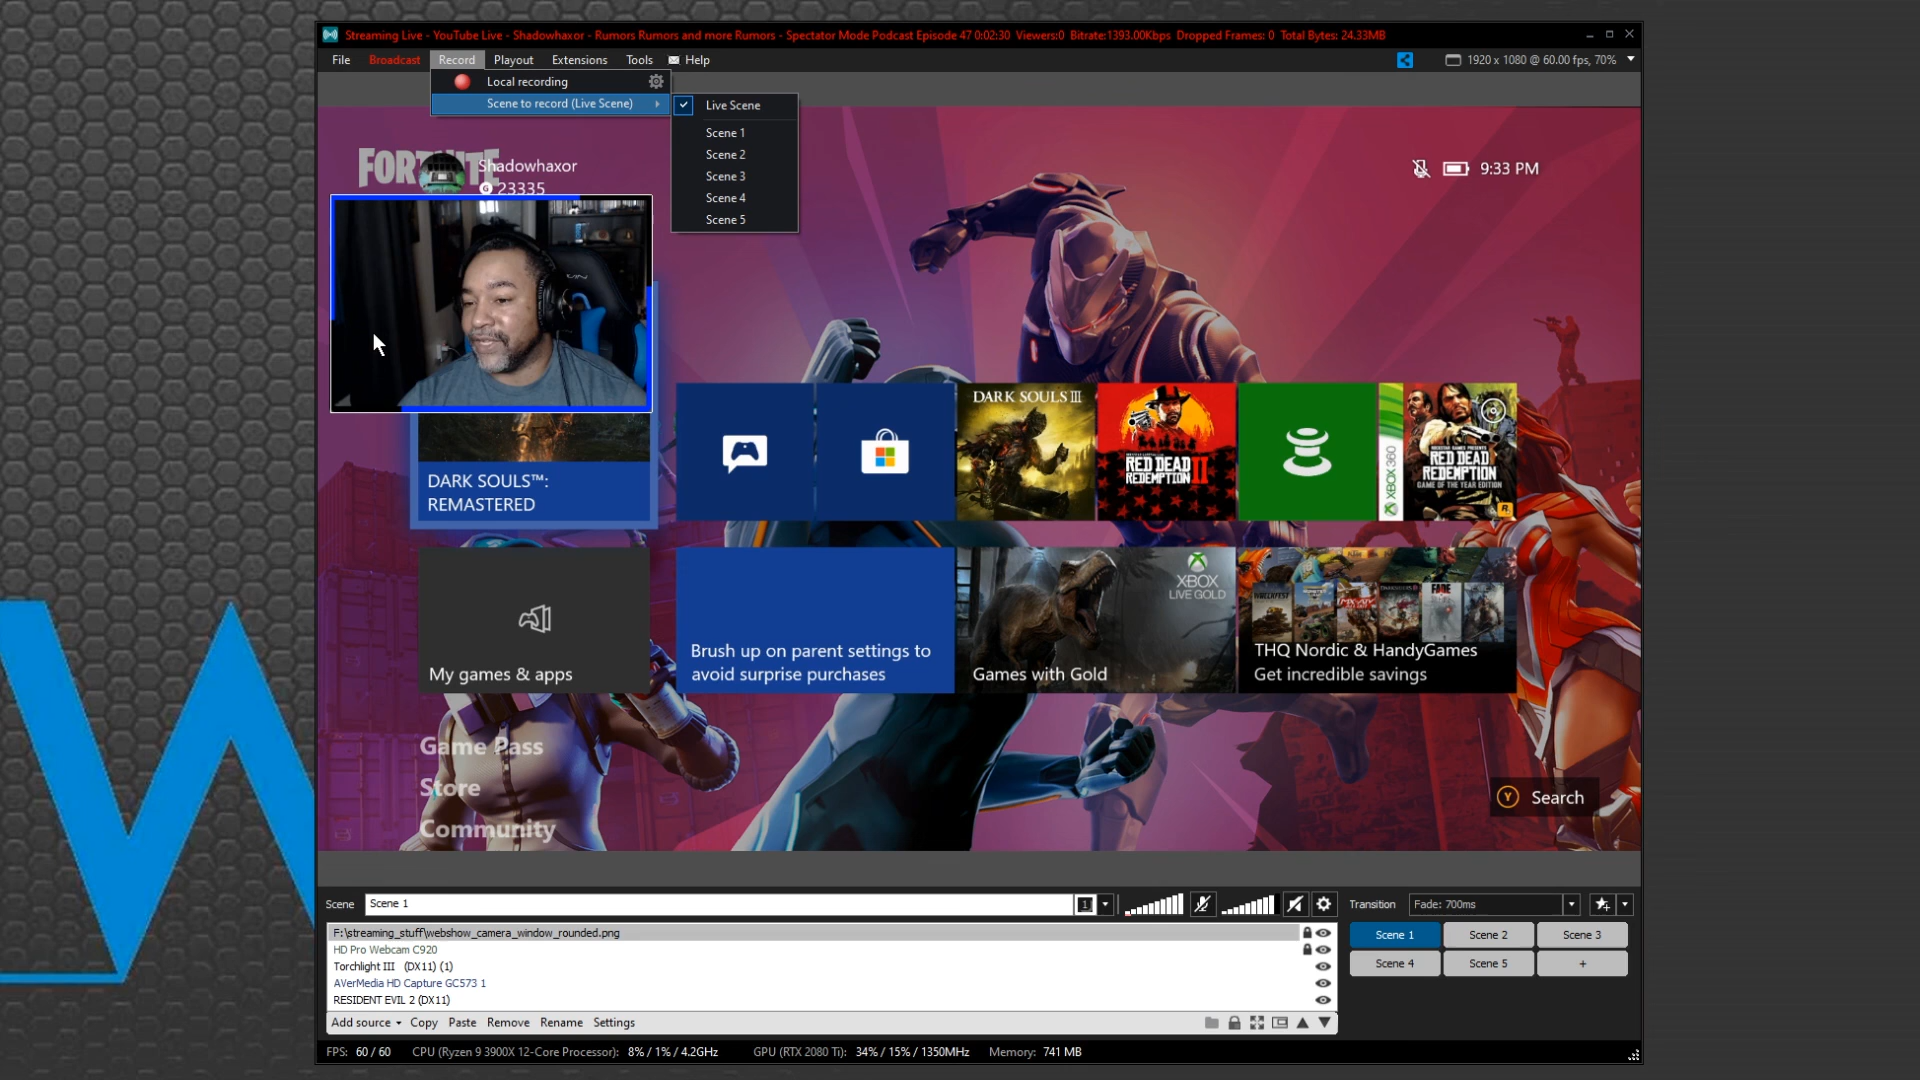 Streaming Live - YouTube Live - Shadowhaxor - Rumors Rumors and more Rumors - Spectator Mode Podcast Episode 47 0:02:30 Viewers:0 Bitrate:1393.00Kbps Dropped Frames: 0 Total Bytes: 24.33MB
File Broadcast Record Playout Extensions Tools Help
1920 x 1080 @ 60.00 fps, 70%
Local recording
Scene to record (Live Scene)
Live Scene
Scene 1
Scene 2
Scene 3
Scene 4
Scene 5
Shadowhaxor
G 23335
9:33 PM
DARK SOULS™:
REMASTERED
DARK SOULS III
RED DEAD
REDEMPTION II
XBOX 360
RED DEAD
REDEMPTION
GAME OF THE YEAR EDITION
My games & apps
Brush up on parent settings to
avoid surprise purchases
XBOX
LIVE GOLD
Games with Gold
WRECKFEST
FADE
THQ Nordic & HandyGames
Get incredible savings
Game Pass
Store
Community
Y Search
Scene Scene 1 1
Transition Fade: 700ms
F:\streaming_stuff\webshow_camera_window_rounded.png
HD Pro Webcam C920
Torchlight III (DX11) (1)
AVerMedia HD Capture GC573 1
RESIDENT EVIL 2 (DX11)
Scene 1 Scene 2 Scene 3
Scene 4 Scene 5 +
Add source Copy Paste Remove Rename Settings
FPS: 60 / 60 CPU (Ryzen 9 3900X 12-Core Processor): 8% / 1% / 4.2GHz GPU (RTX 2080 Ti): 34% / 15% / 1350MHz Memory: 741 MB